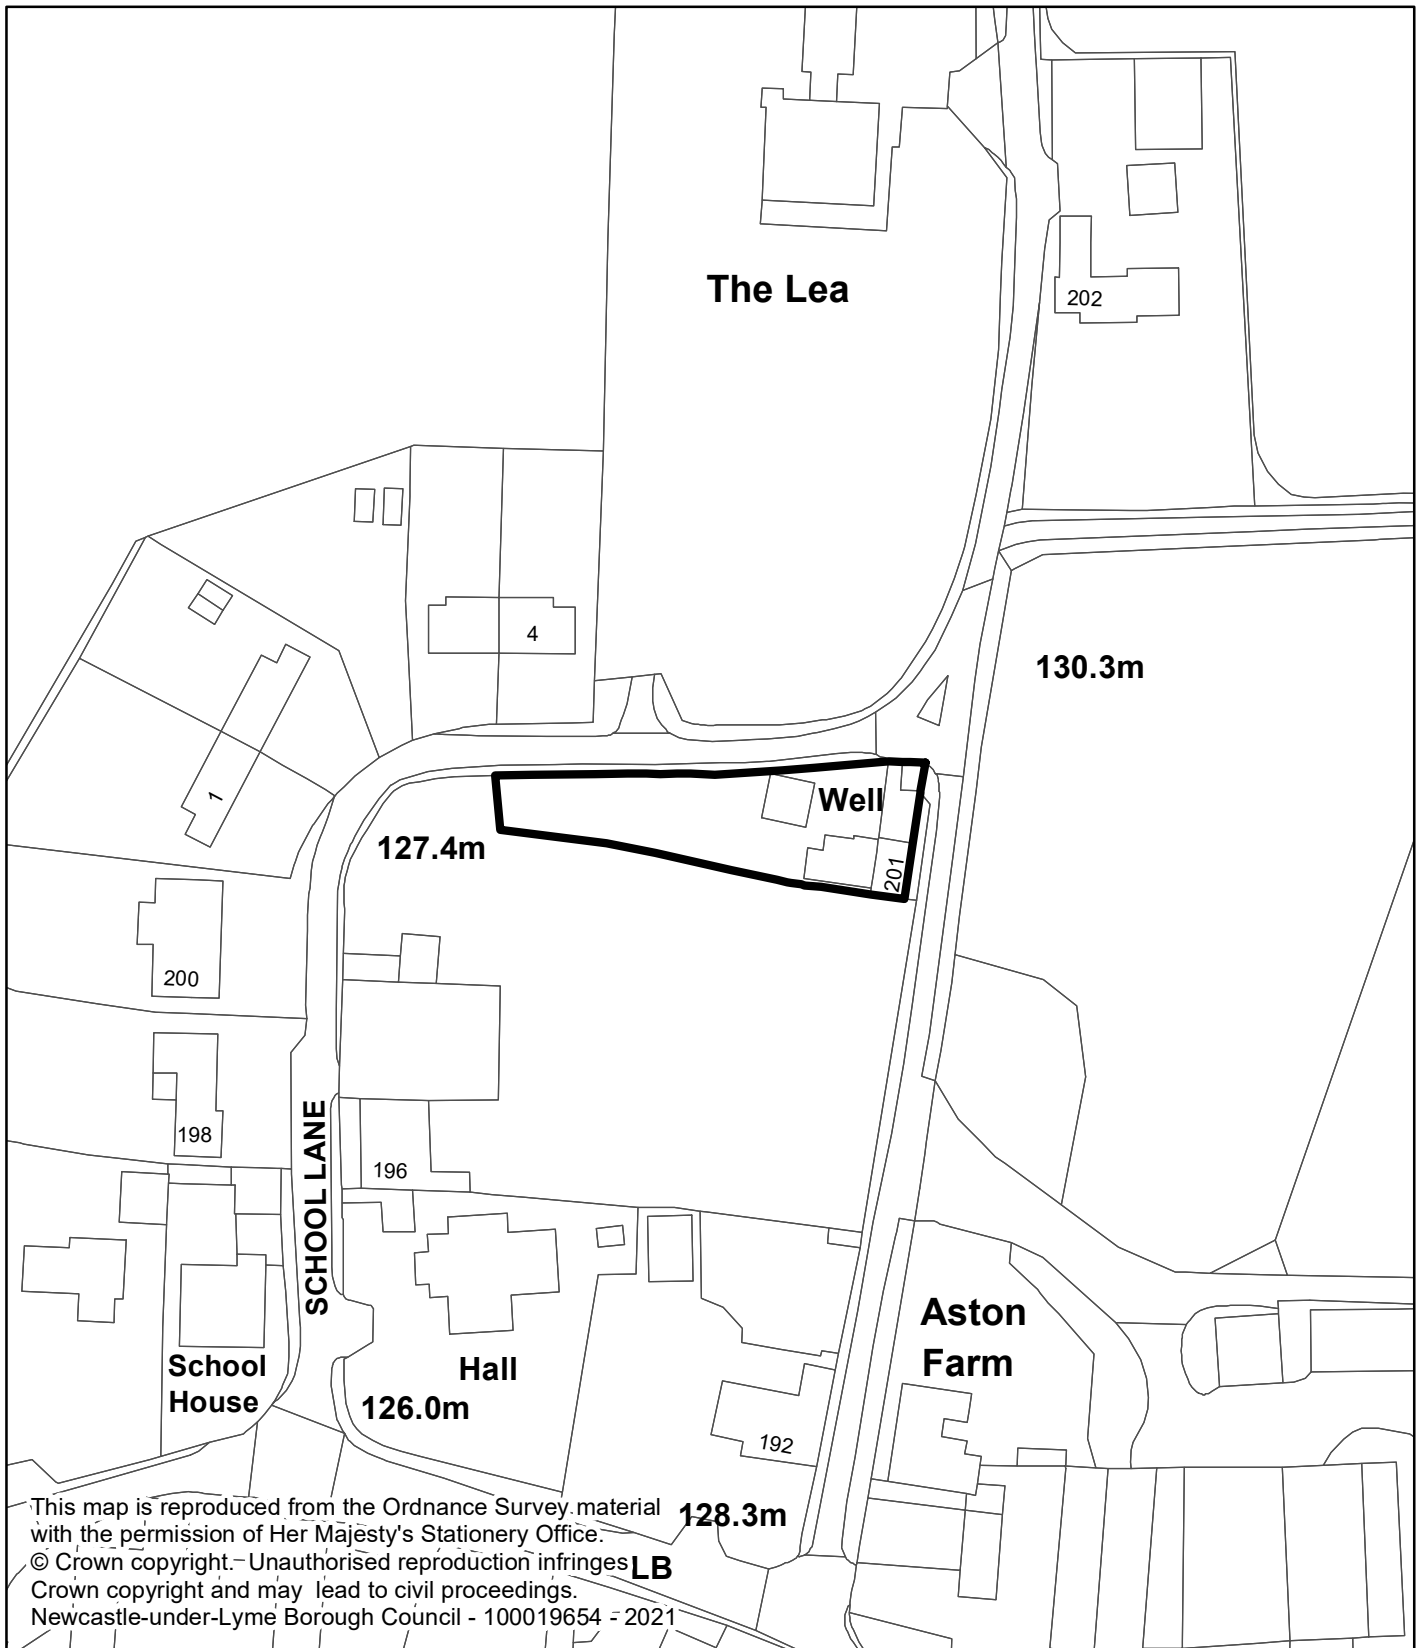 The Lea
202
4
130.3m
1
Well
127.4m
201
200
198
SCHOOL LANE
196
Aston
Farm
School
House
Hall
126.0m
192
This map is reproduced from the Ordnance Survey material
with the permission of Her Majesty's Stationery Office.
128.3m
© Crown copyright. Unauthorised reproduction infringes
LB
Crown copyright and may lead to civil proceedings.
Newcastle-under-Lyme Borough Council - 100019654 - 2021